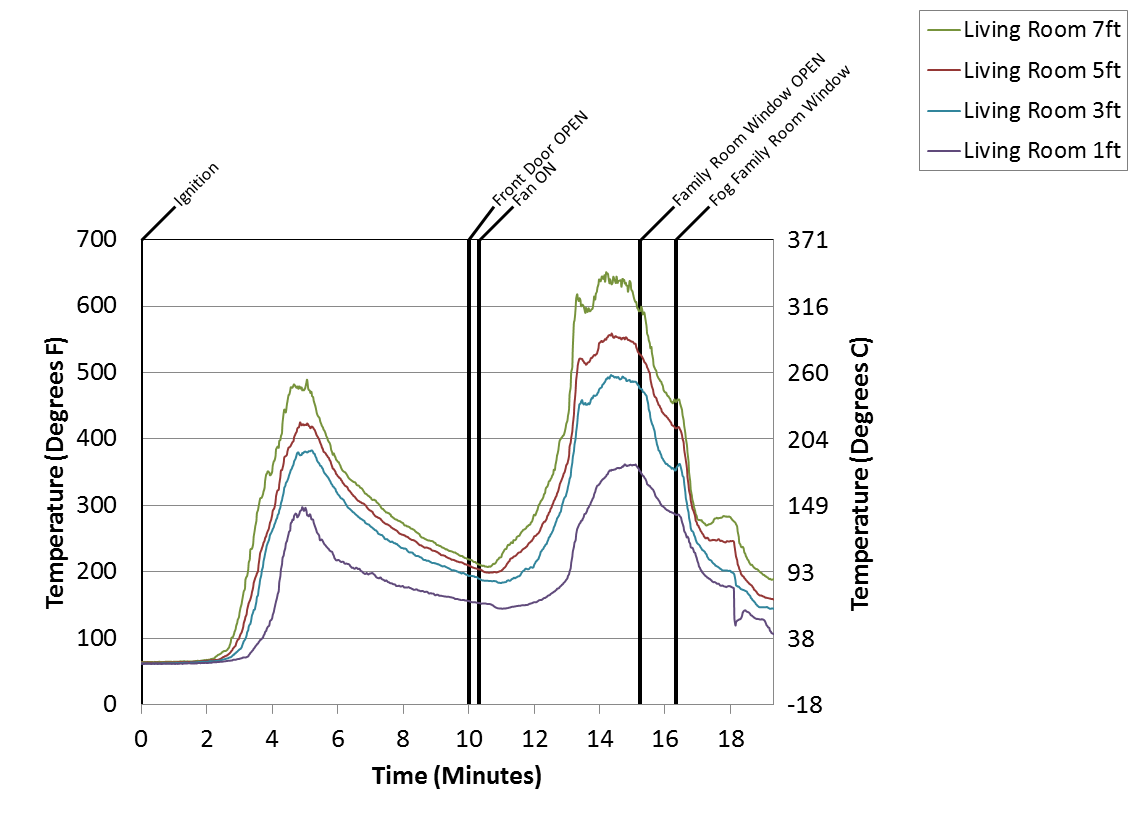 Living Room 7ft
Living Room 5ft
Living Room 3ft
Living Room 1ft
Ignition
Front Door OPEN
Fan ON
Family Room Window OPEN
Fog Family Room Window
700
600
500
400
300
200
100
0
Temperature (Degrees F)
371
316
260
204
149
93
38
-18
Temperature (Degrees C)
0 2 4 6 8 10 12 14 16 18
Time (Minutes)